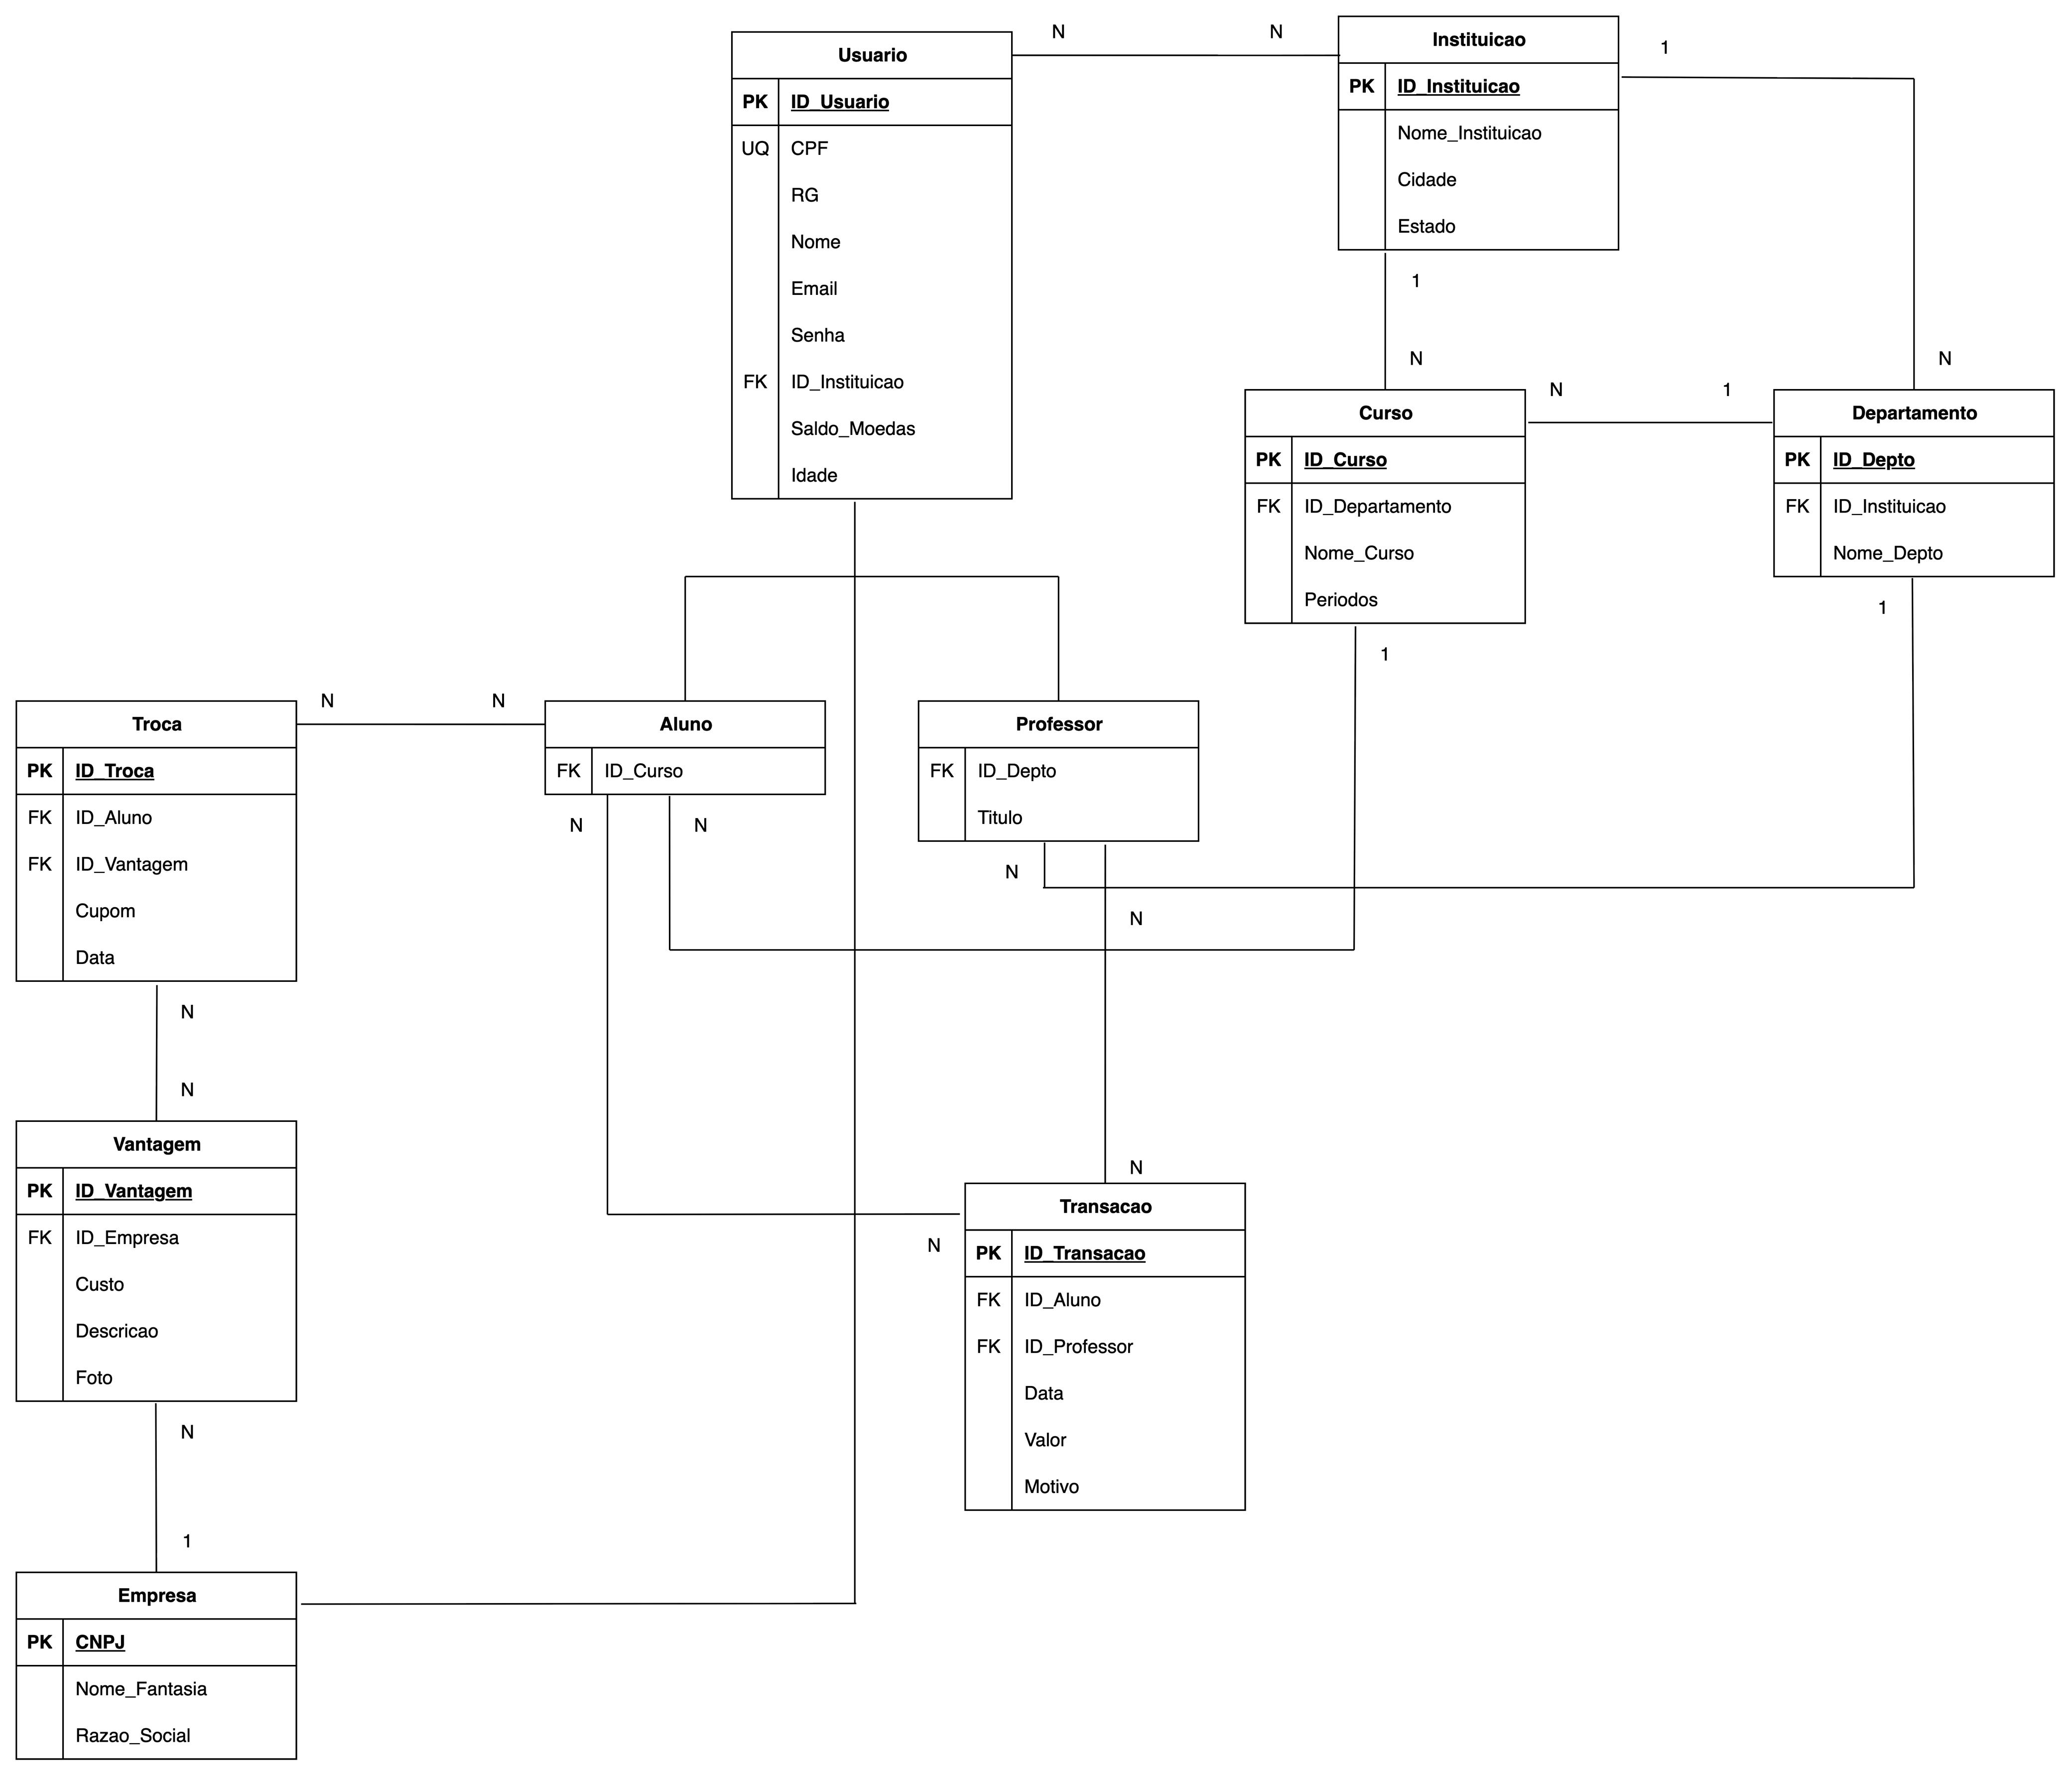 Usuario
PK ID_Usuario
UQ CPF
RG
Nome
Email
Senha
FK ID_Instituicao
Saldo_Moedas
Idade
N N
Instituicao
PK ID_Instituicao
Nome_Instituicao
Cidade
Estado
1
1
N
N
N 1
Curso
PK ID_Curso
FK ID_Departamento
Nome_Curso
Periodos
1
Departamento
PK ID_Depto
FK ID_Instituicao
Nome_Depto
1
Troca
PK ID_Troca
FK ID_Aluno
FK ID_Vantagem
Cupom
Data
N N
Aluno
FK ID_Curso
N N
Professor
FK ID_Depto
Titulo
N
N
N
N
Vantagem
PK ID_Vantagem
FK ID_Empresa
Custo
Descricao
Foto
N
N
N
Transacao
PK ID_Transacao
FK ID_Aluno
FK ID_Professor
Data
Valor
Motivo
1
Empresa
PK CNPJ
Nome_Fantasia
Razao_Social